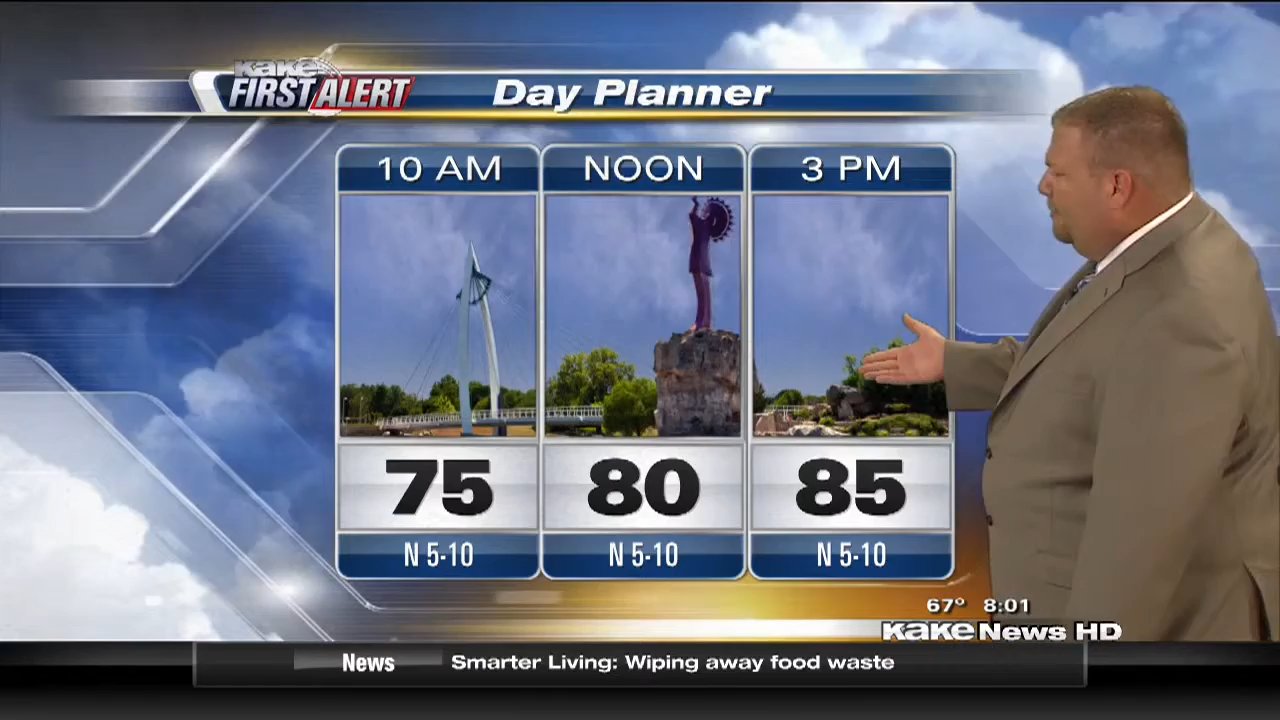 KAKE
FIRST ALERT
Day Planner
10 AM
NOON
3 PM
75
80
85
N 5-10
N 5-10
N 5-10
67° 8:01
KAKE News HD
News
Smarter Living: Wiping away food waste